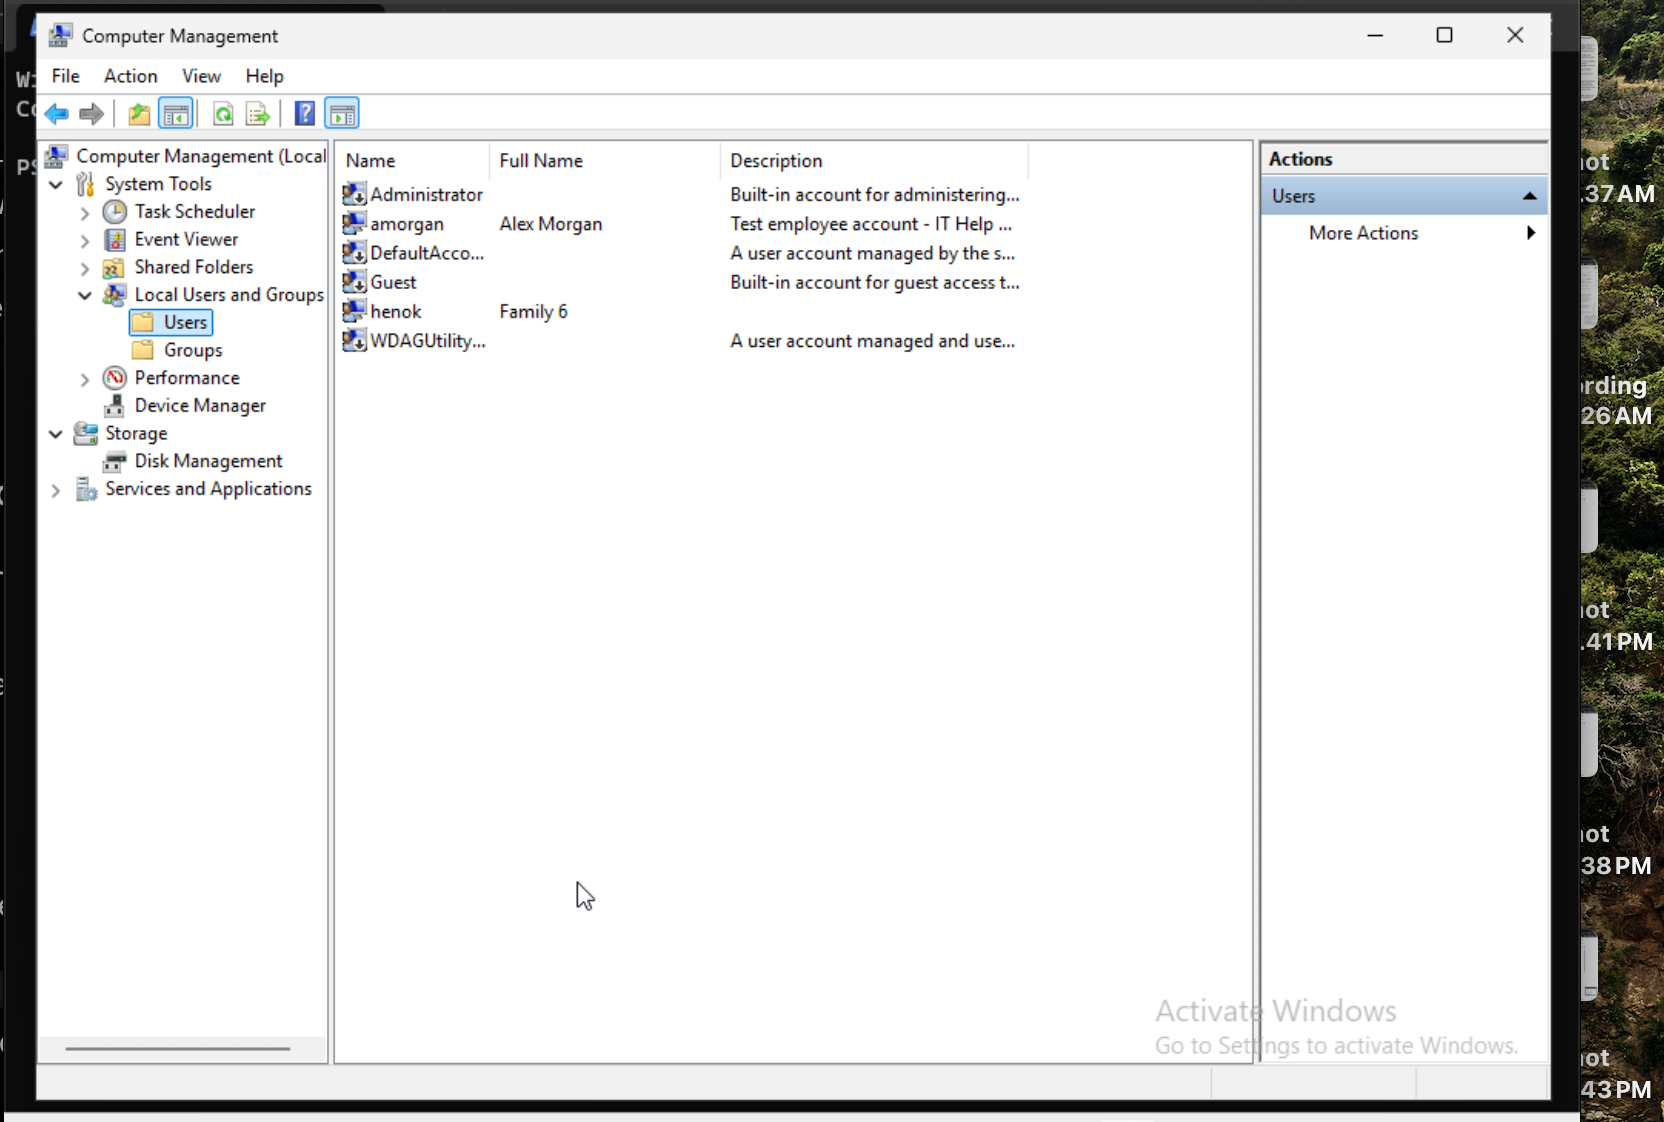 Computer Management
File Action View Help
Computer Management (Local
System Tools
Task Scheduler
Event Viewer
Shared Folders
Local Users and Groups
Users
Groups
Performance
Device Manager
Storage
Disk Management
Services and Applications
Name Full Name Description
Administrator Built-in account for administering...
amorgan Alex Morgan Test employee account - IT Help ...
DefaultAcco... A user account managed by the s...
Guest Built-in account for guest access t...
henok Family 6
WDAGUtility... A user account managed and use...
Actions
Users
More Actions
Activate Windows
Go to Settings to activate Windows.
PS
.37 AM
rding
26 AM
.41 PM
38 PM
43 PM